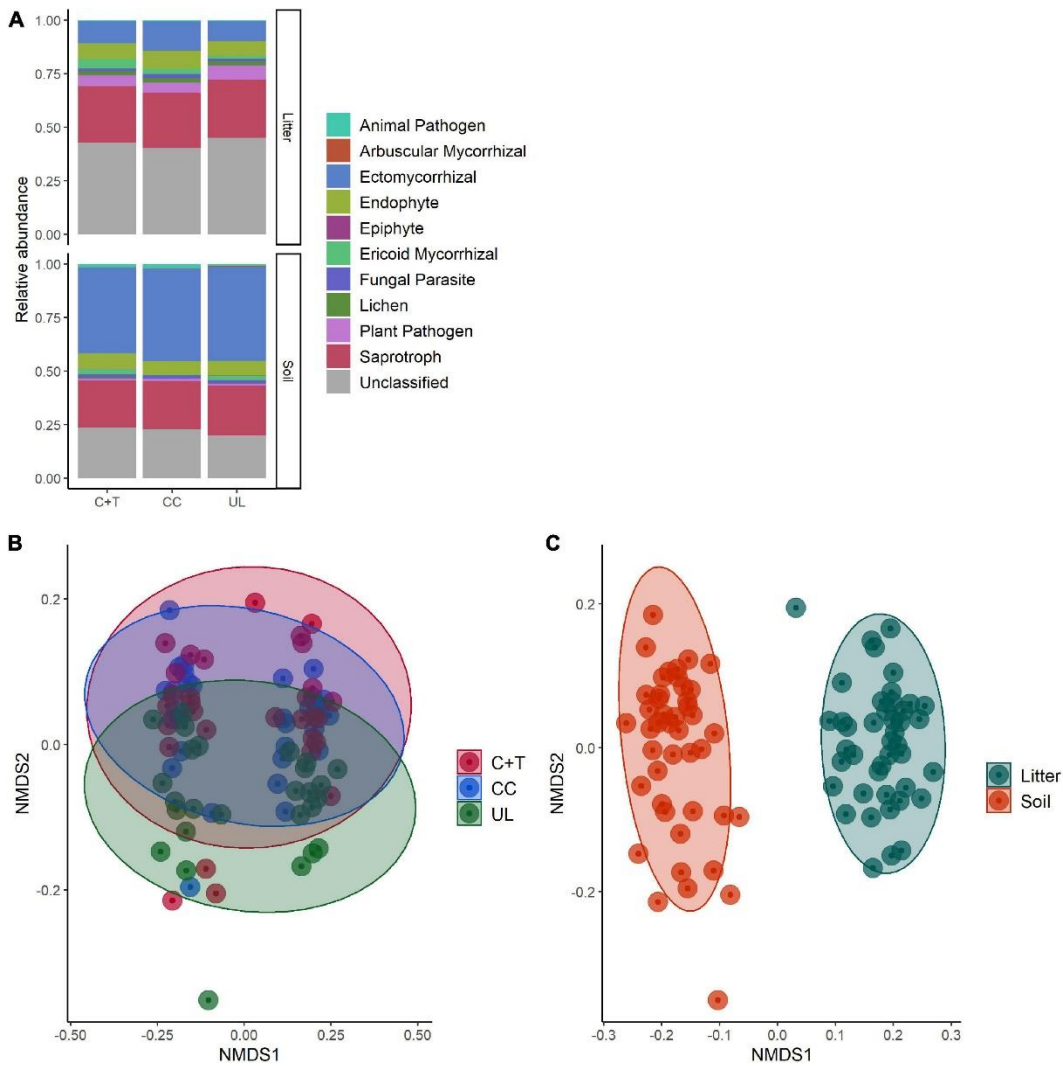 A
Relative abundance
1.00
0.75
0.50
0.25
0.00
Litter
1.00
0.75
0.50
0.25
0.00
Soil
C+T CC UL
Animal Pathogen
Arbuscular Mycorrhizal
Ectomycorrhizal
Endophyte
Epiphyte
Ericoid Mycorrhizal
Fungal Parasite
Lichen
Plant Pathogen
Saprotroph
Unclassified
B
NMDS2
0.2
0.0
-0.2
-0.50 -0.25 0.00 0.25 0.50
NMDS1
C+T
CC
UL
C
NMDS2
0.2
0.0
-0.2
-0.3 -0.2 -0.1 0.0 0.1 0.2 0.3
NMDS1
Litter
Soil